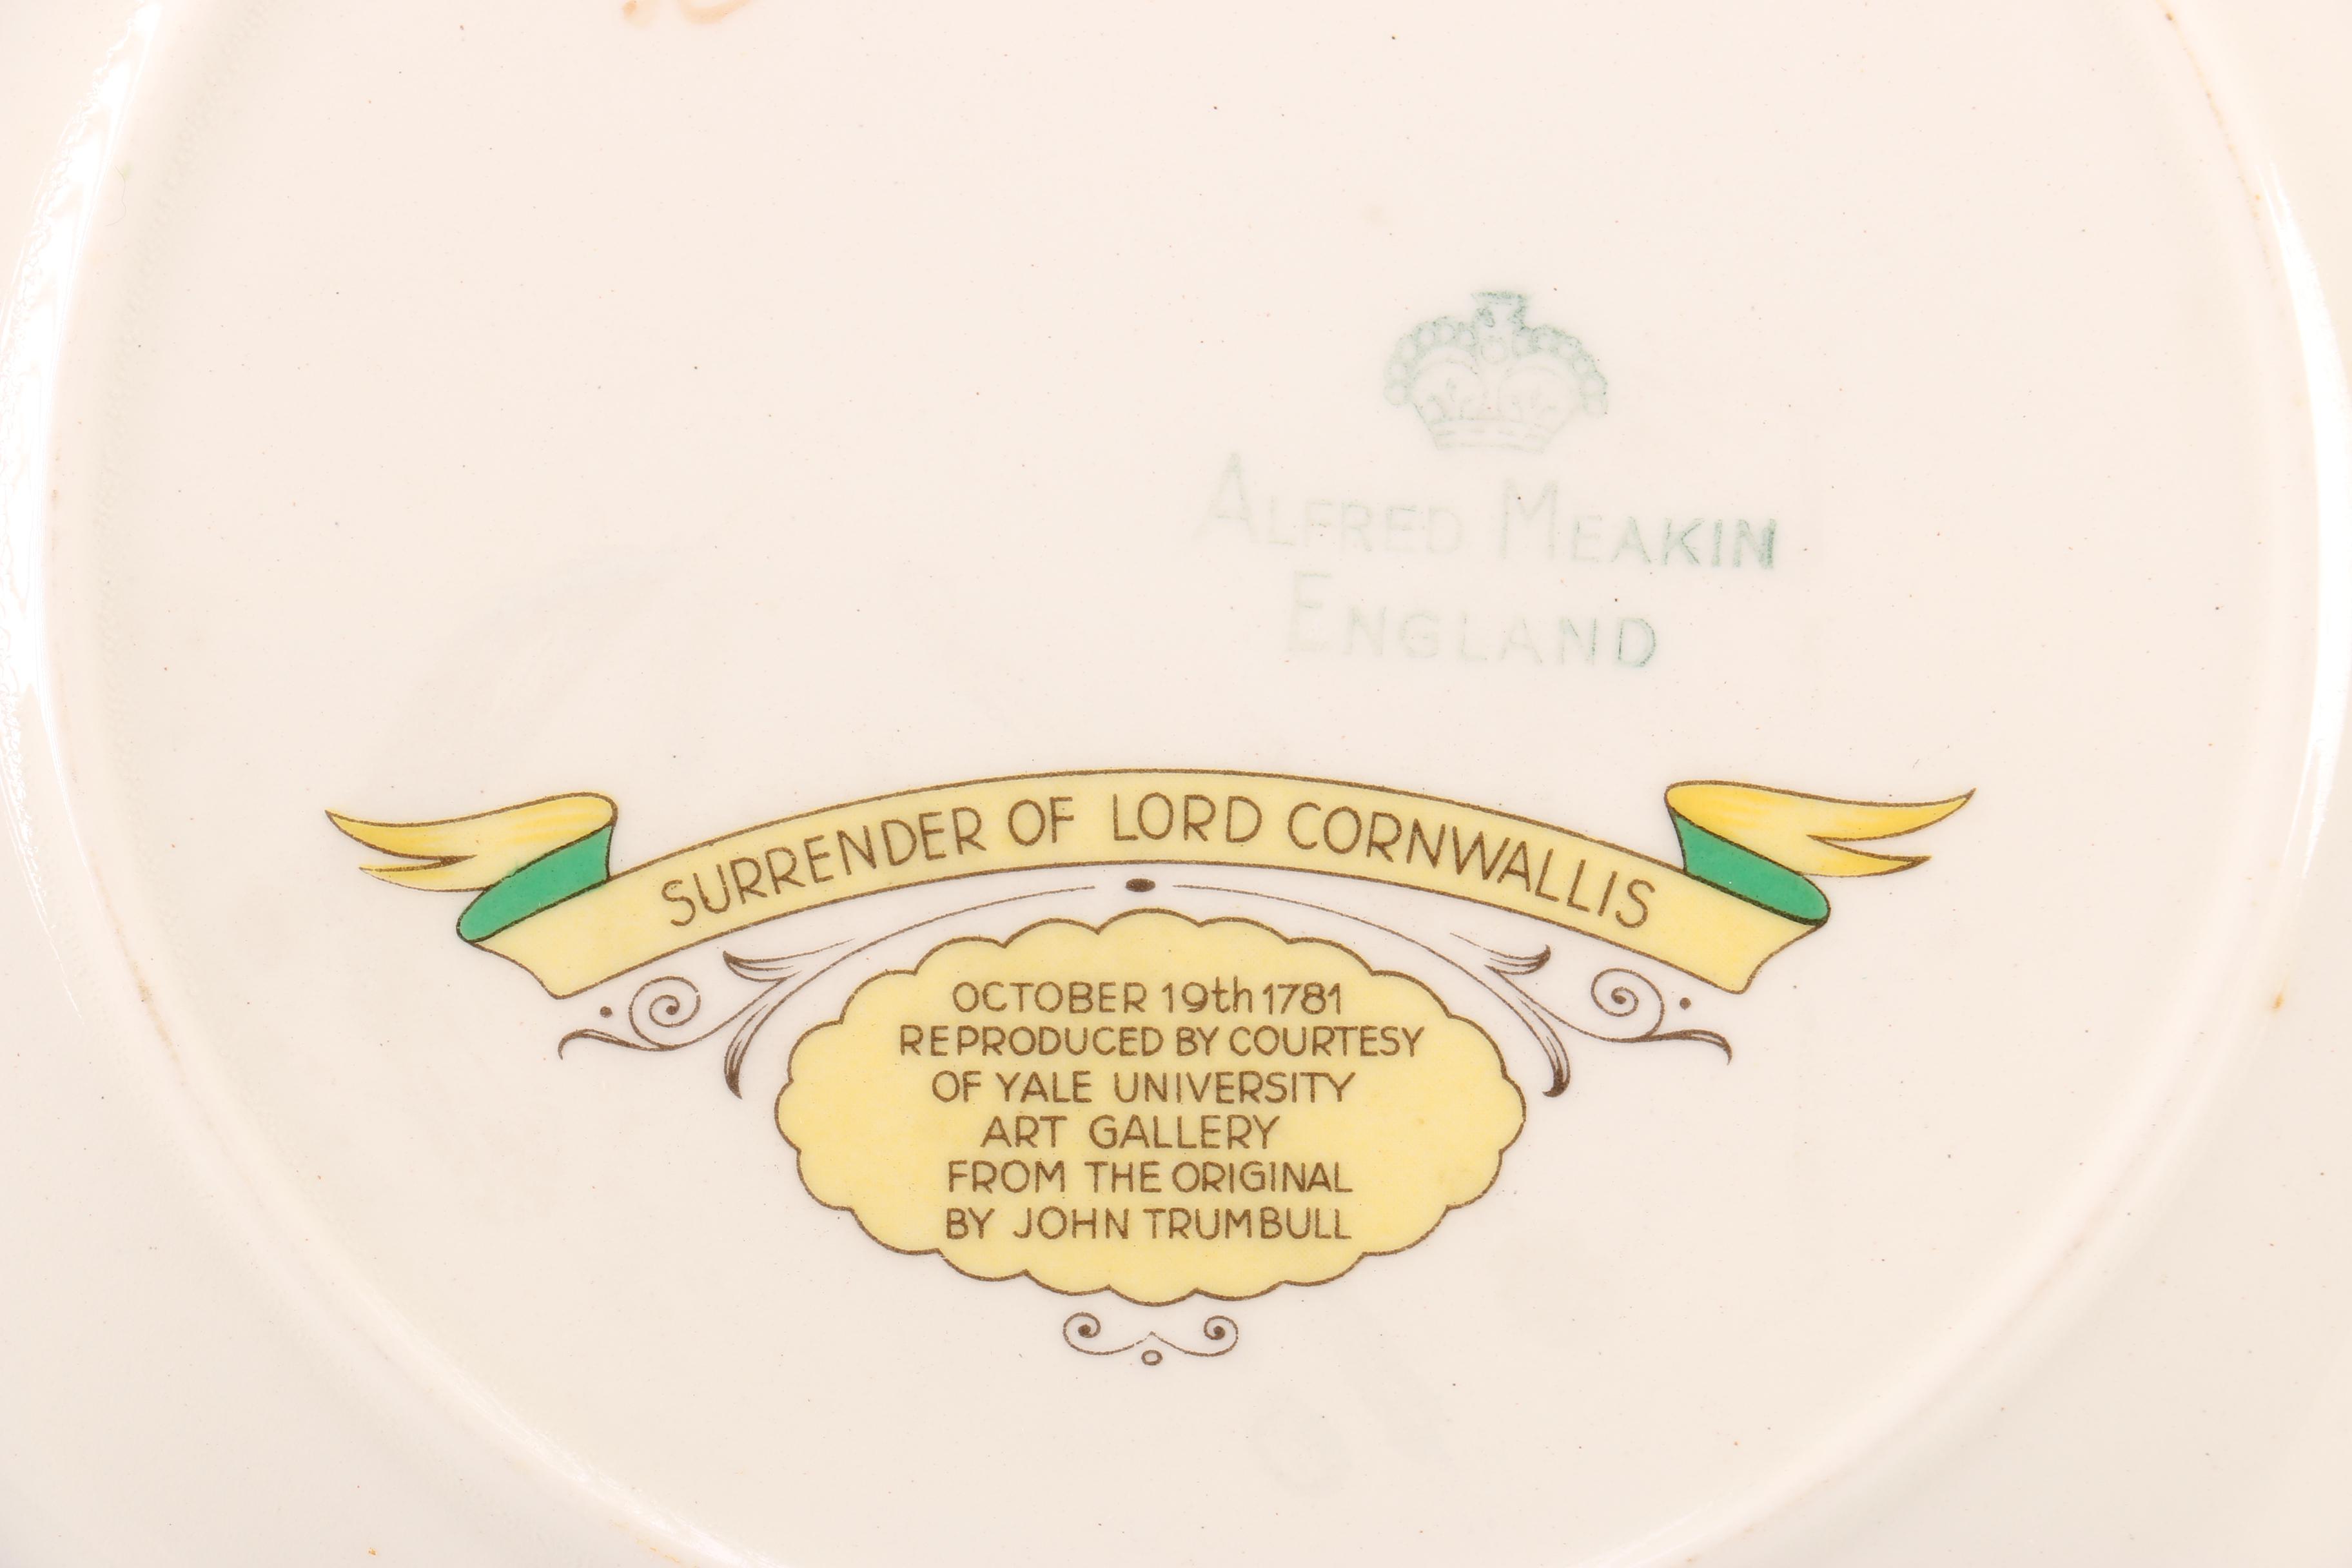 ALFRED MEAKIN
ENGLAND
SURRENDER OF LORD CORNWALLIS
OCTOBER 19th 1781
REPRODUCED BY COURTESY
OF YALE UNIVERSITY
ART GALLERY
FROM THE ORIGINAL
BY JOHN TRUMBULL